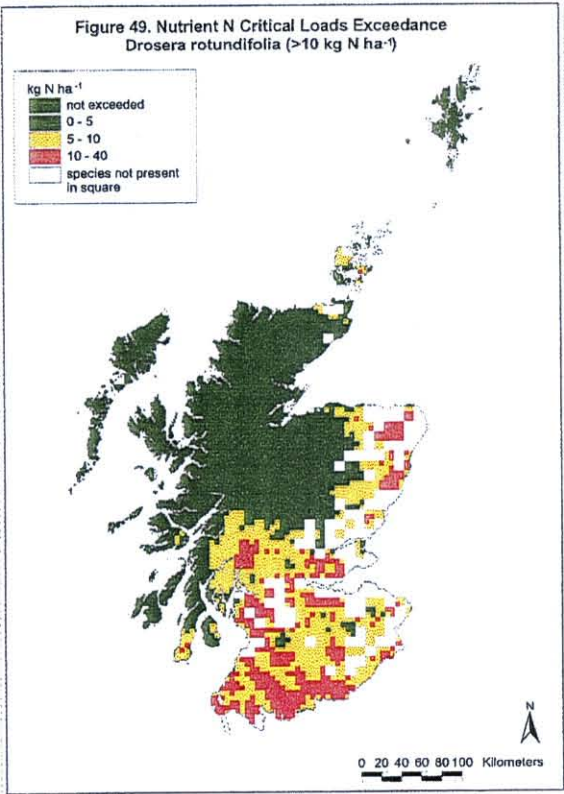 Figure 49. Nutrient N Critical Loads Exceedance
Drosera rotundifolia (>10 kg N ha⁻¹)
kg N ha⁻¹
not exceeded
0 - 5
5 - 10
10 - 40
species not present
in square
N
0 20 40 60 80 100 Kilometers